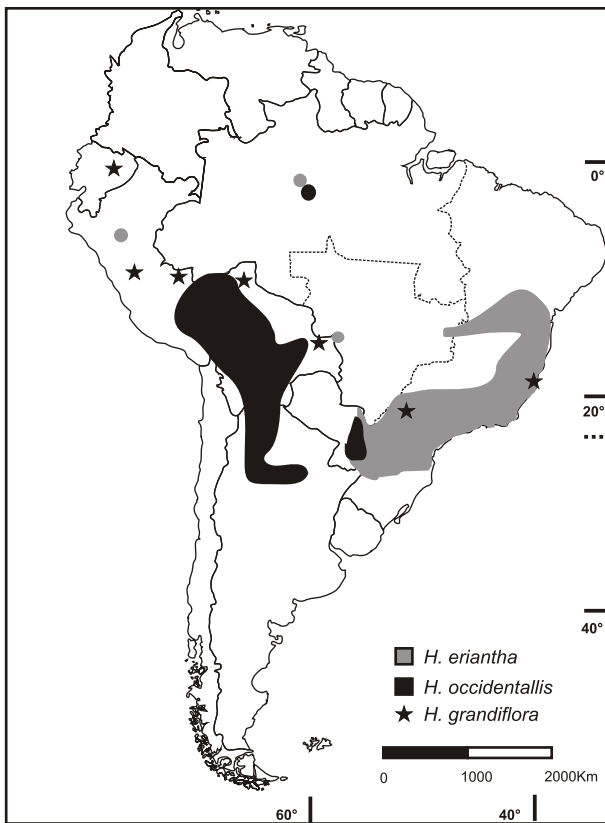 0°
20°
40°
H. eriantha
H. occidentallis
H. grandiflora
0 1000 2000Km
60° 40°